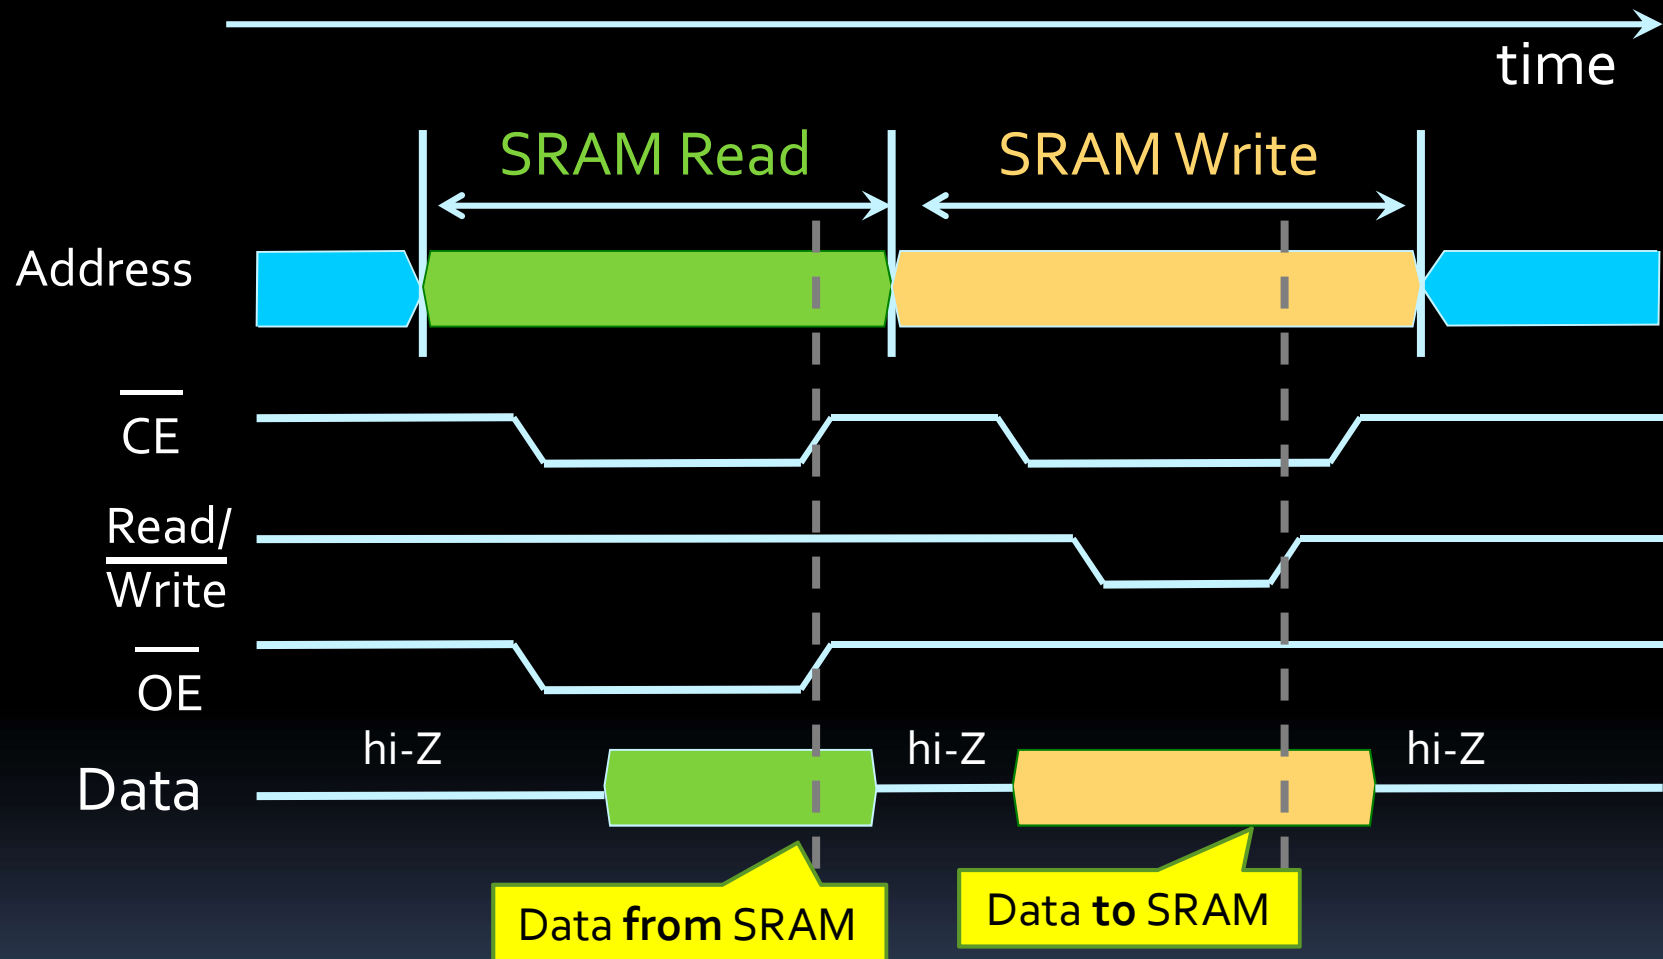 time
SRAM Read
SRAM Write
Address
CE
Read/
Write
OE
hi-Z
hi-Z
hi-Z
Data
Data from SRAM
Data to SRAM